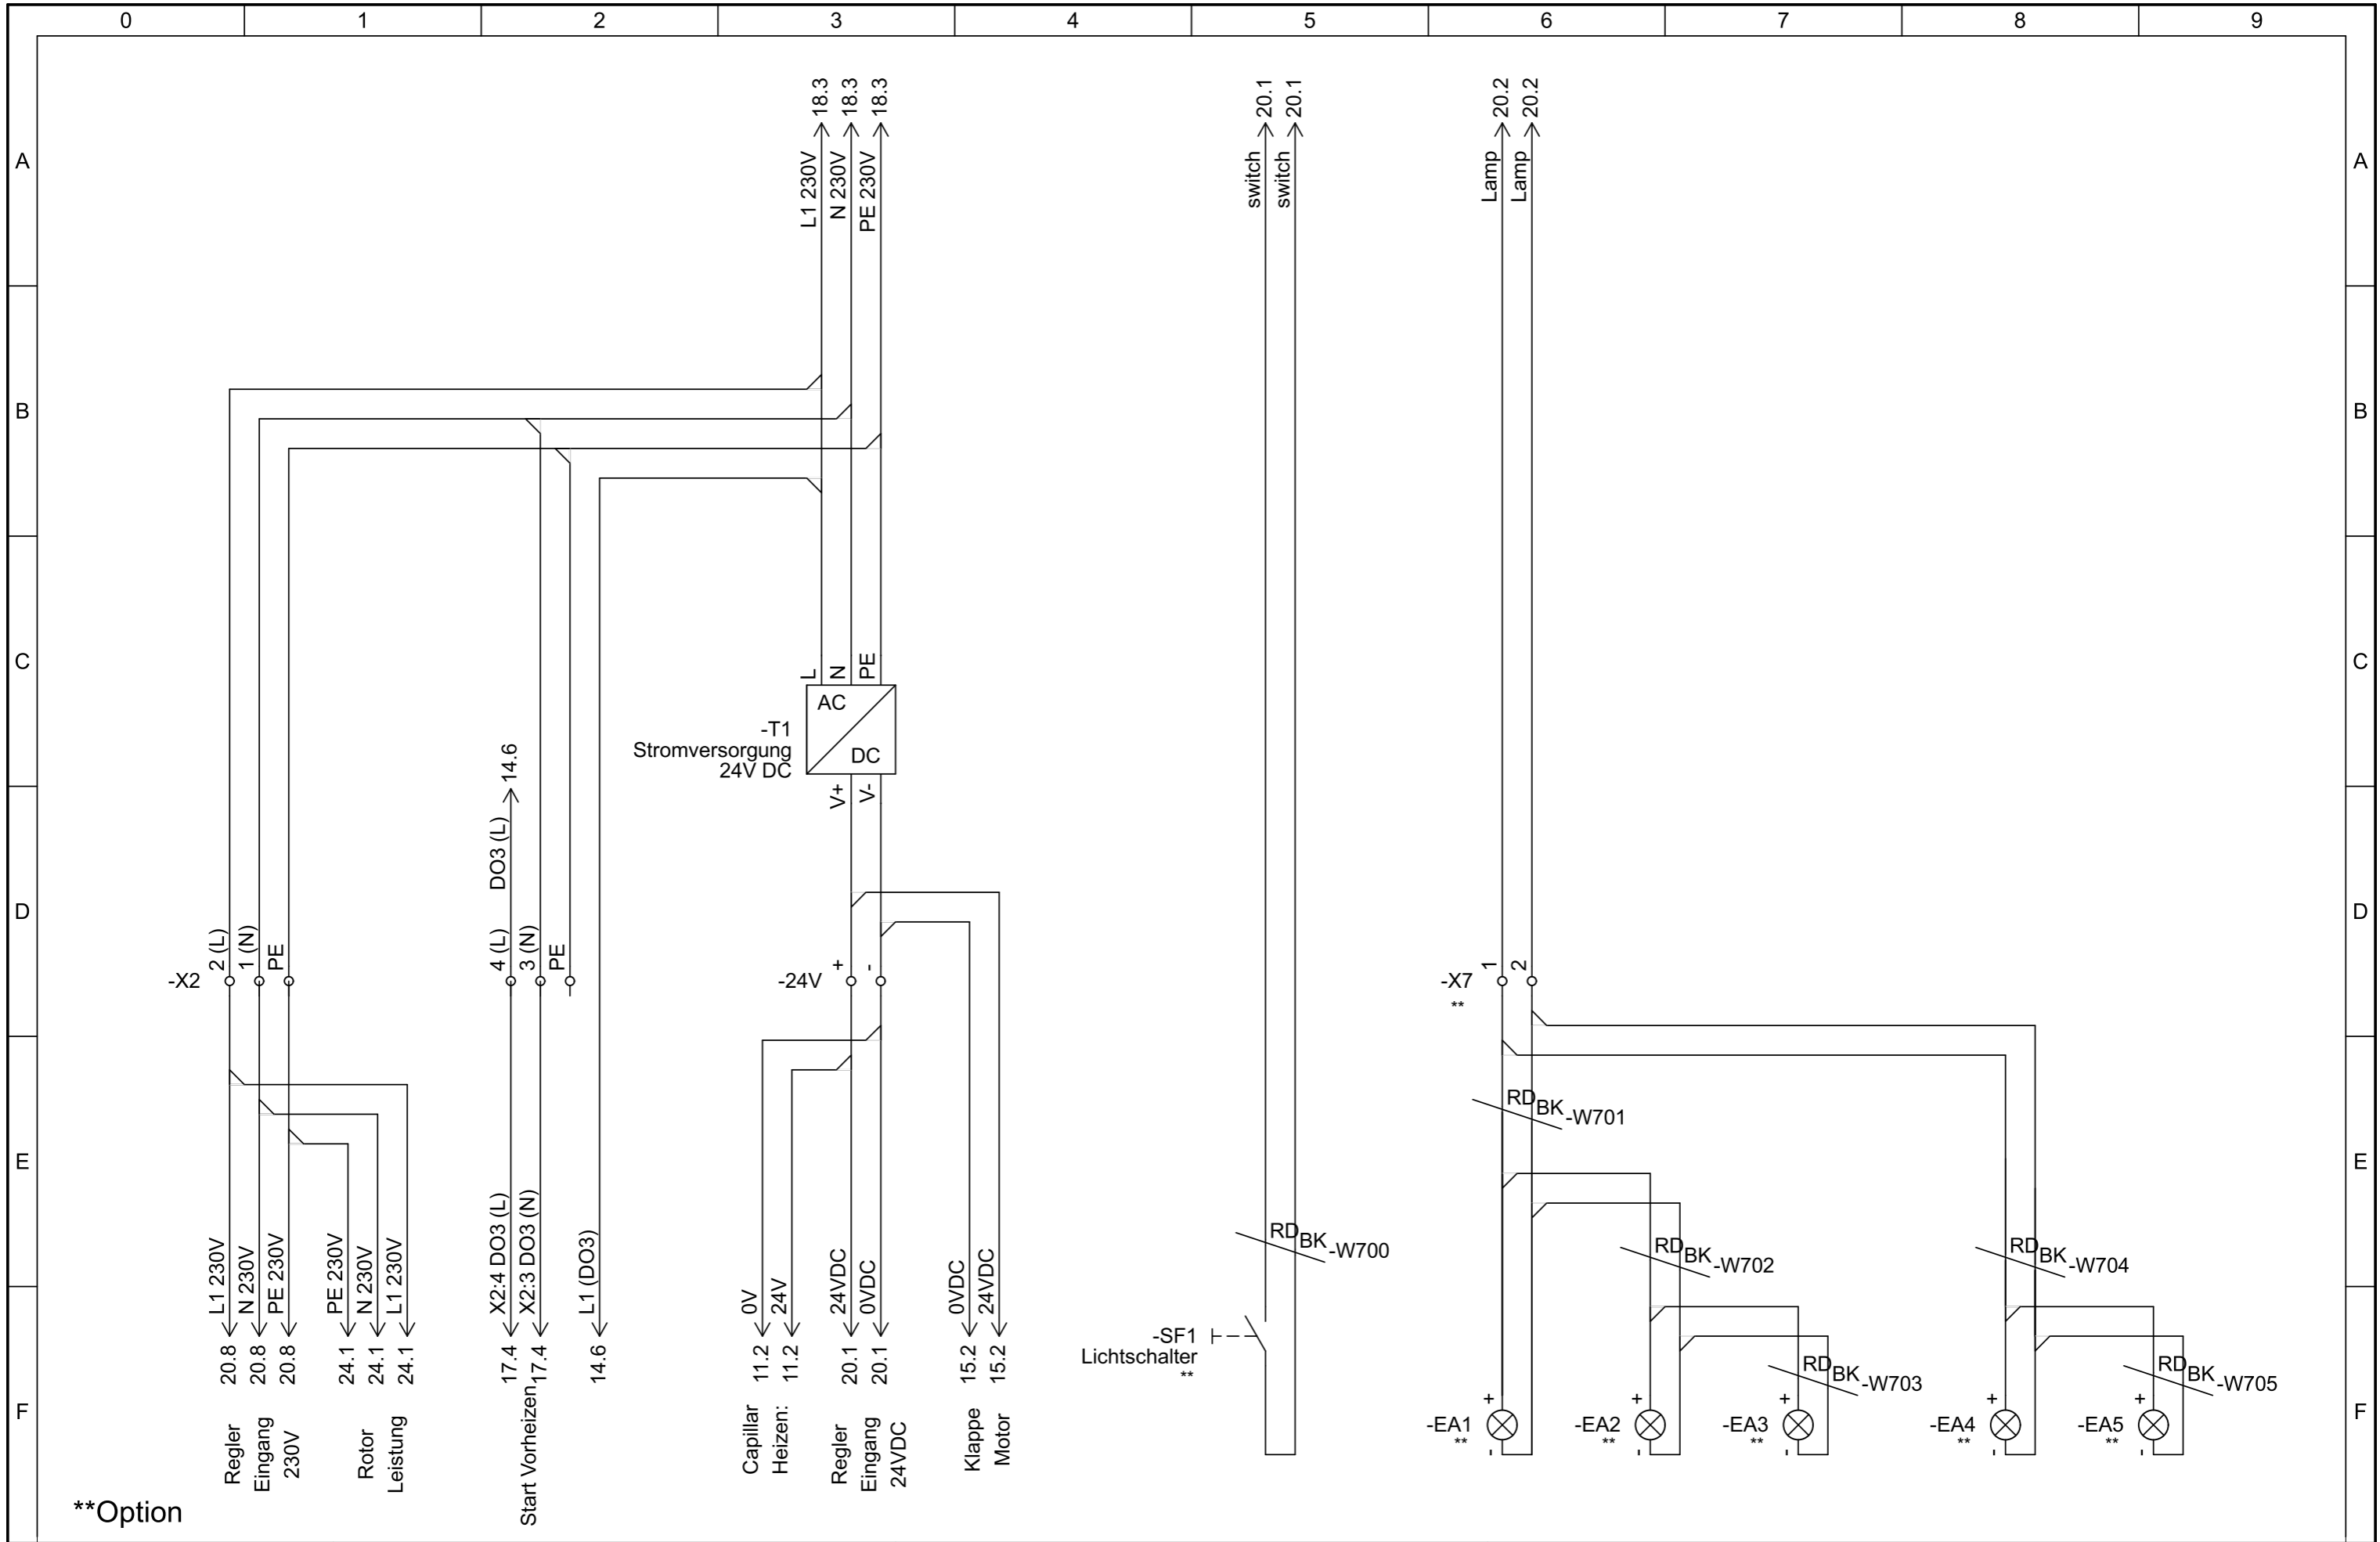 0 1 2 3 4 5 6 7 8 9
18.3 18.3 18.3 20.1 20.1 20.2 20.2
A A
L1 230V N 230V PE 230V switch switch Lamp Lamp
B B
C C
L N PE
AC
DC
-T1
Stromversorgung
24V DC
14.6
V+ V-
DO3 (L)
D D
2 (L) 1 (N) PE 4 (L) 3 (N) PE + - 1 2
-X2 -24V -X7
**
RD BK -W701
E E
RD BK -W700
RD BK -W702
RD BK -W704
L1 230V N 230V PE 230V PE 230V N 230V L1 230V X2:4 DO3 (L) X2:3 DO3 (N) L1 (DO3) 0V 24V 24VDC 0VDC 0VDC 24VDC
20.8 20.8 20.8 24.1 24.1 24.1 17.4 17.4 14.6 11.2 11.2 20.1 20.1 15.2 15.2
-SF1
Lichtschalter
**
RD BK -W703
RD BK -W705
F F
+ + + + +
-EA1 -EA2 -EA3 -EA4 -EA5
** ** ** ** **
- - - - -
Regler
Eingang
230V
Rotor
Leistung
Start Vorheizen
Capillar
Heizen:
Regler
Eingang
24VDC
Klappe
Motor
**Option